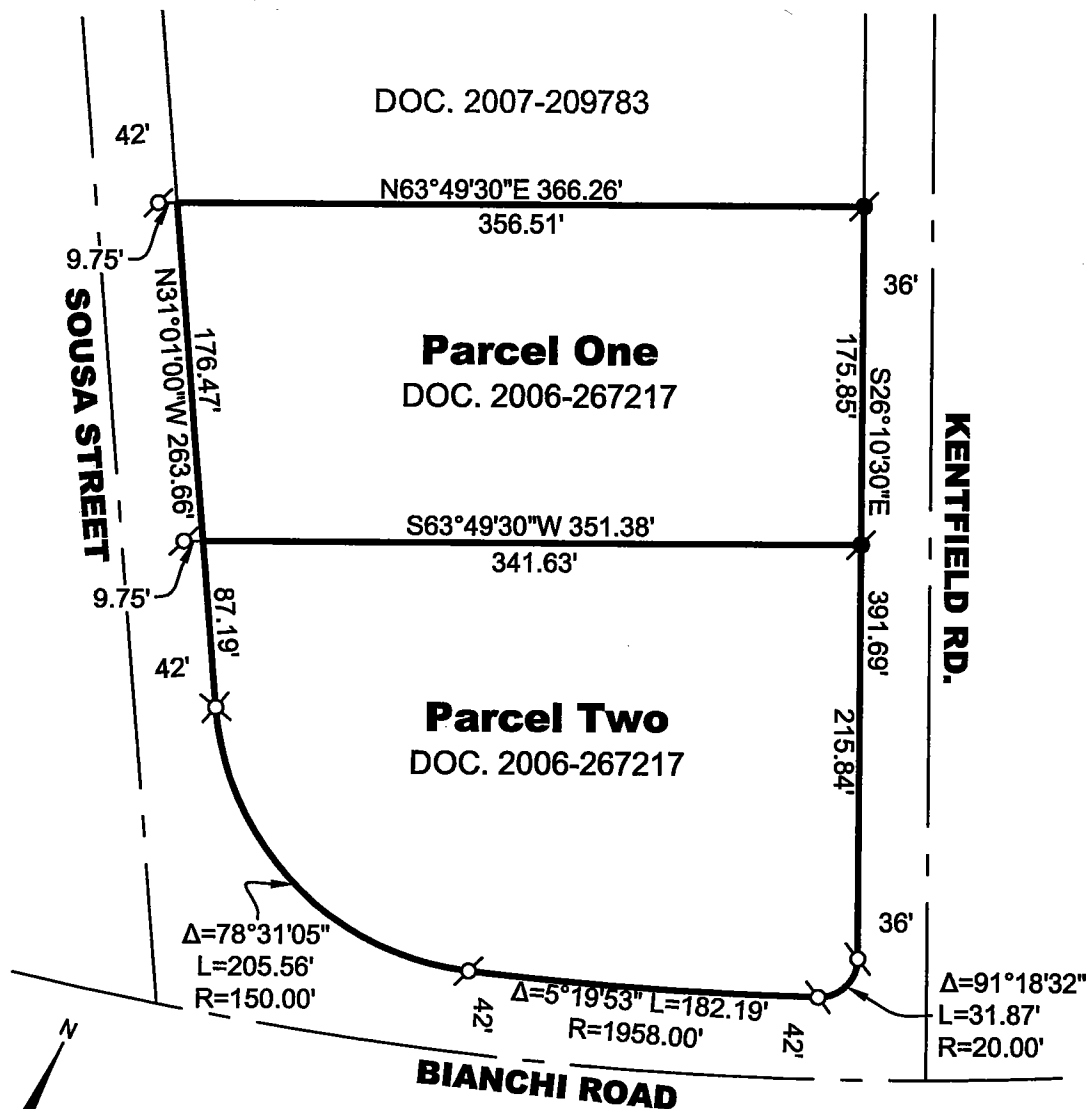 DOC. 2007-209783
42'
N63°49'30"E 366.26'
356.51'
9.75'
36'
SOUSA STREET
N31°01'00"W 263.66'
176.47'
Parcel One
DOC. 2006-267217
175.85'
S26°10'30"E
391.69'
KENTFIELD RD.
S63°49'30"W 351.38'
341.63'
9.75'
87.19'
42'
Parcel Two
DOC. 2006-267217
215.84'
36'
Δ=78°31'05"
L=205.56'
R=150.00'
Δ=5°19'53" L=182.19'
R=1958.00'
42'
42'
Δ=91°18'32"
L=31.87'
R=20.00'
BIANCHI ROAD
N